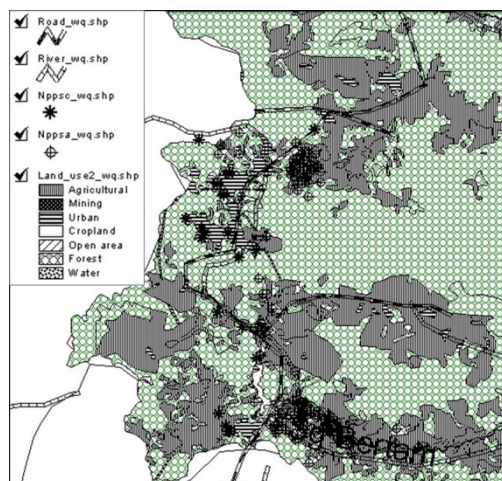 Road_wq.shp
River_wq.shp
Nppsc_wq.shp
Nppsa_wq.shp
Land_use2_wq.shp
Agricultural
Mining
Urban
Cropland
Open area
Forest
Water